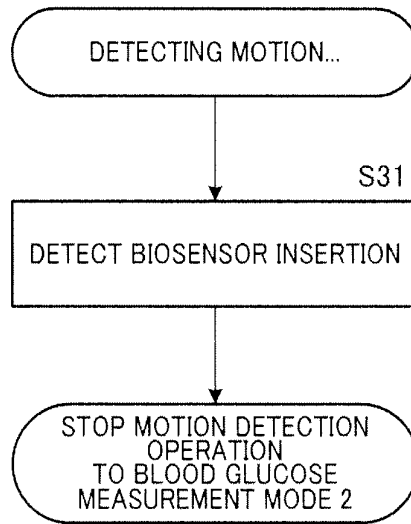 DETECTING MOTION...
S31
DETECT BIOSENSOR INSERTION
STOP MOTION DETECTION
OPERATION
TO BLOOD GLUCOSE
MEASUREMENT MODE 2